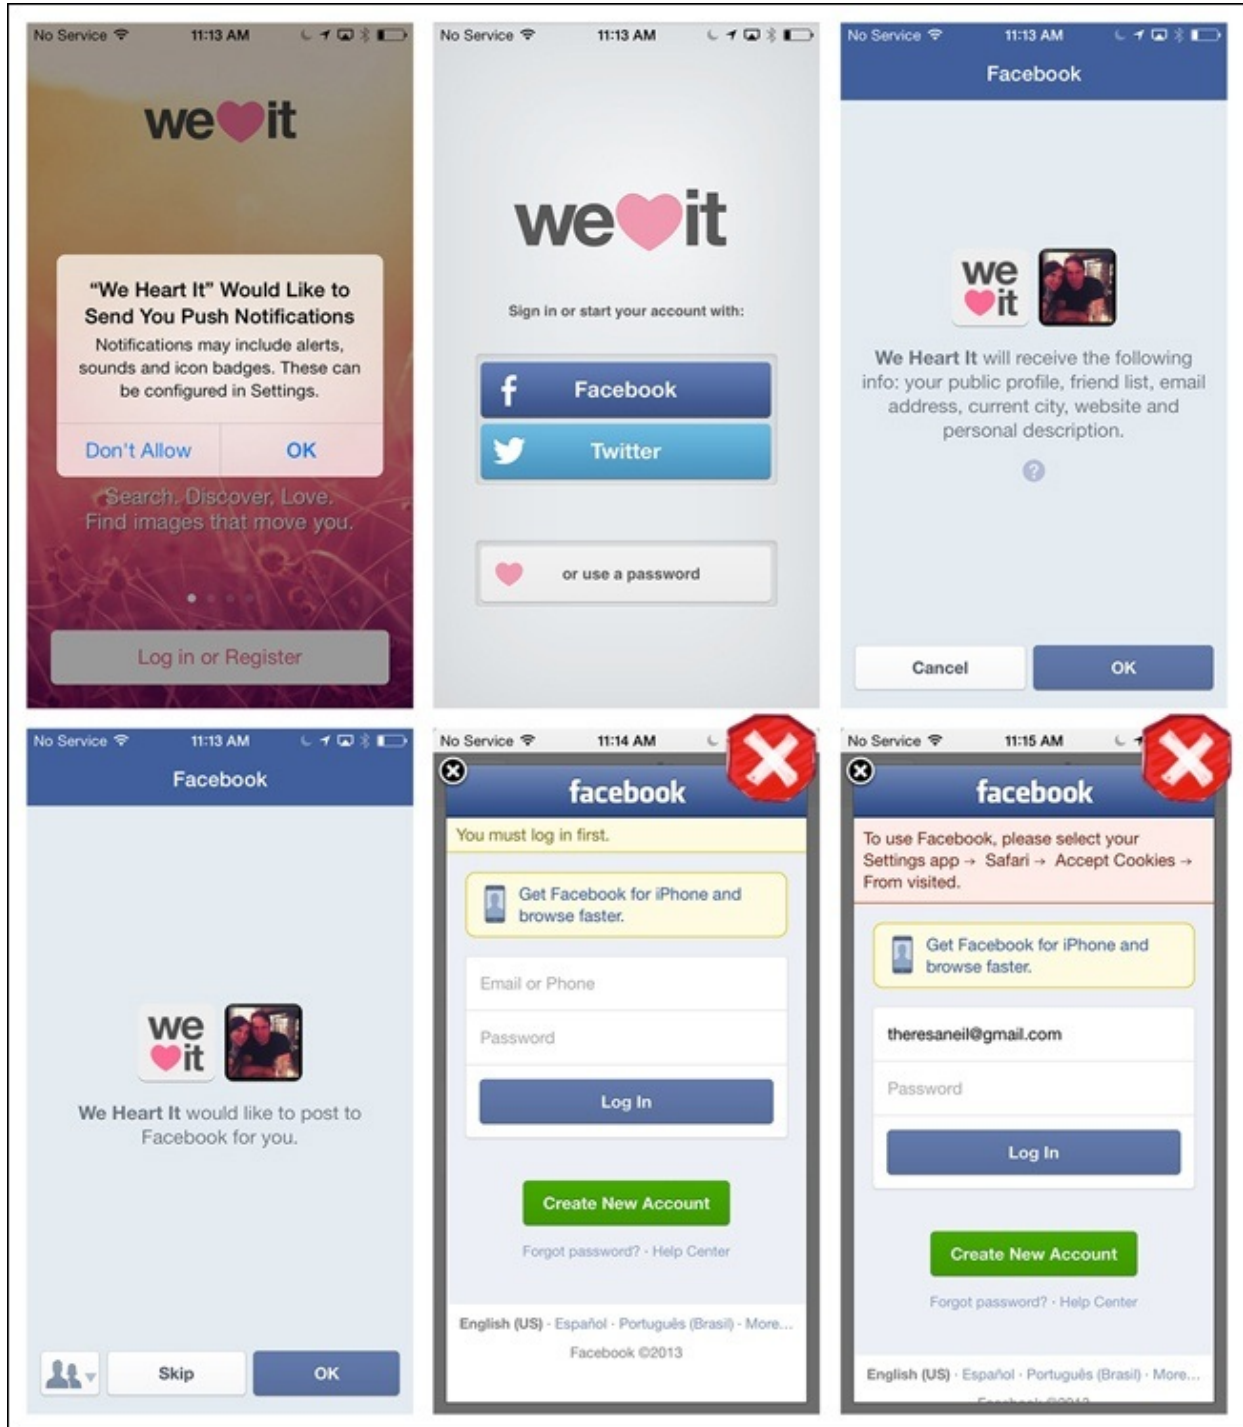 No Service 11:13 AM
we it
“We Heart It” Would Like to
Send You Push Notifications
Notifications may include alerts,
sounds and icon badges. These can
be configured in Settings.
Don't Allow OK
Search. Discover, Love.
Find images that move you.
Log in or Register
No Service 11:13 AM
we it
Sign in or start your account with:
f Facebook
Twitter
or use a password
No Service 11:13 AM
Facebook
we
it
We Heart It will receive the following
info: your public profile, friend list, email
address, current city, website and
personal description.
?
Cancel OK
No Service 11:13 AM
Facebook
we
it
We Heart It would like to post to
Facebook for you.
Skip OK
No Service 11:14 AM
facebook
You must log in first.
Get Facebook for iPhone and
browse faster.
Email or Phone
Password
Log In
Create New Account
Forgot password? · Help Center
English (US) · Español · Português (Brasil) · More...
Facebook ©2013
No Service 11:15 AM
facebook
To use Facebook, please select your
Settings app → Safari → Accept Cookies →
From visited.
Get Facebook for iPhone and
browse faster.
theresaneil@gmail.com
Password
Log In
Create New Account
Forgot password? · Help Center
English (US) · Español · Português (Brasil) · More...
Facebook ©2013